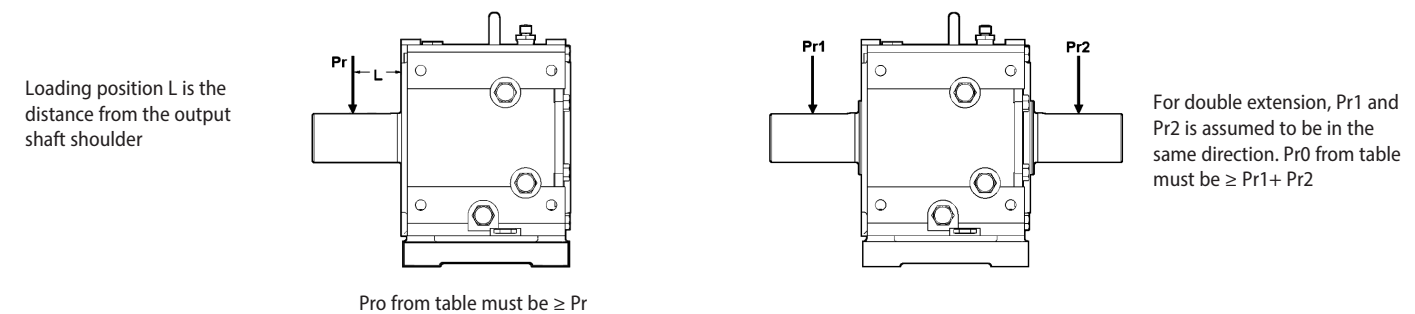 Loading position L is the
distance from the output
shaft shoulder
Pr
L
Pro from table must be ≥ Pr
Pr1
Pr2
For double extension, Pr1 and
Pr2 is assumed to be in the
same direction. Pr0 from table
must be ≥ Pr1+ Pr2